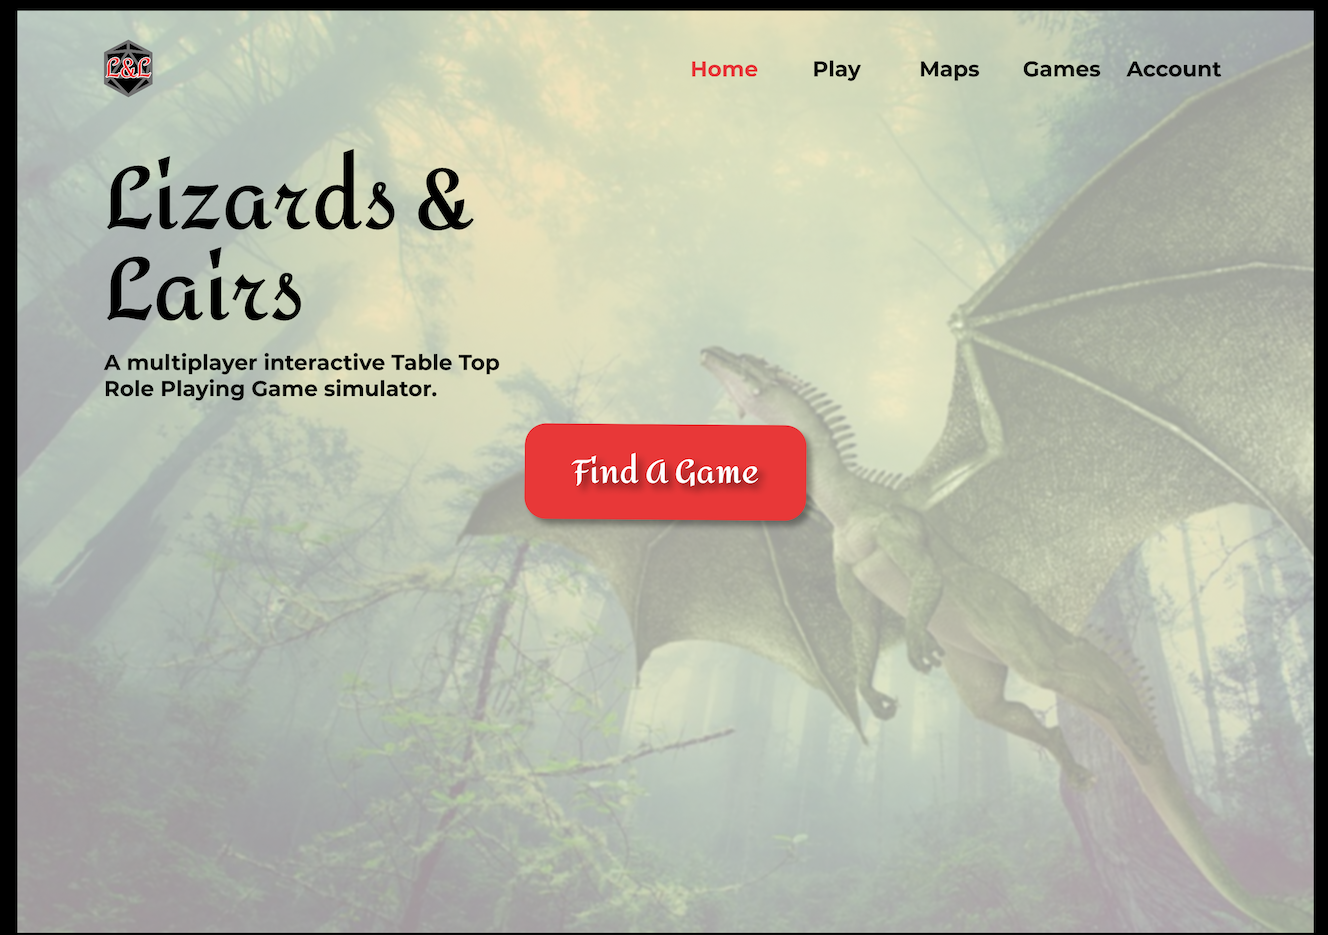 L&L
Home Play Maps Games Account
Lizards &
Lairs
A multiplayer interactive Table Top
Role Playing Game simulator.
Find A Game